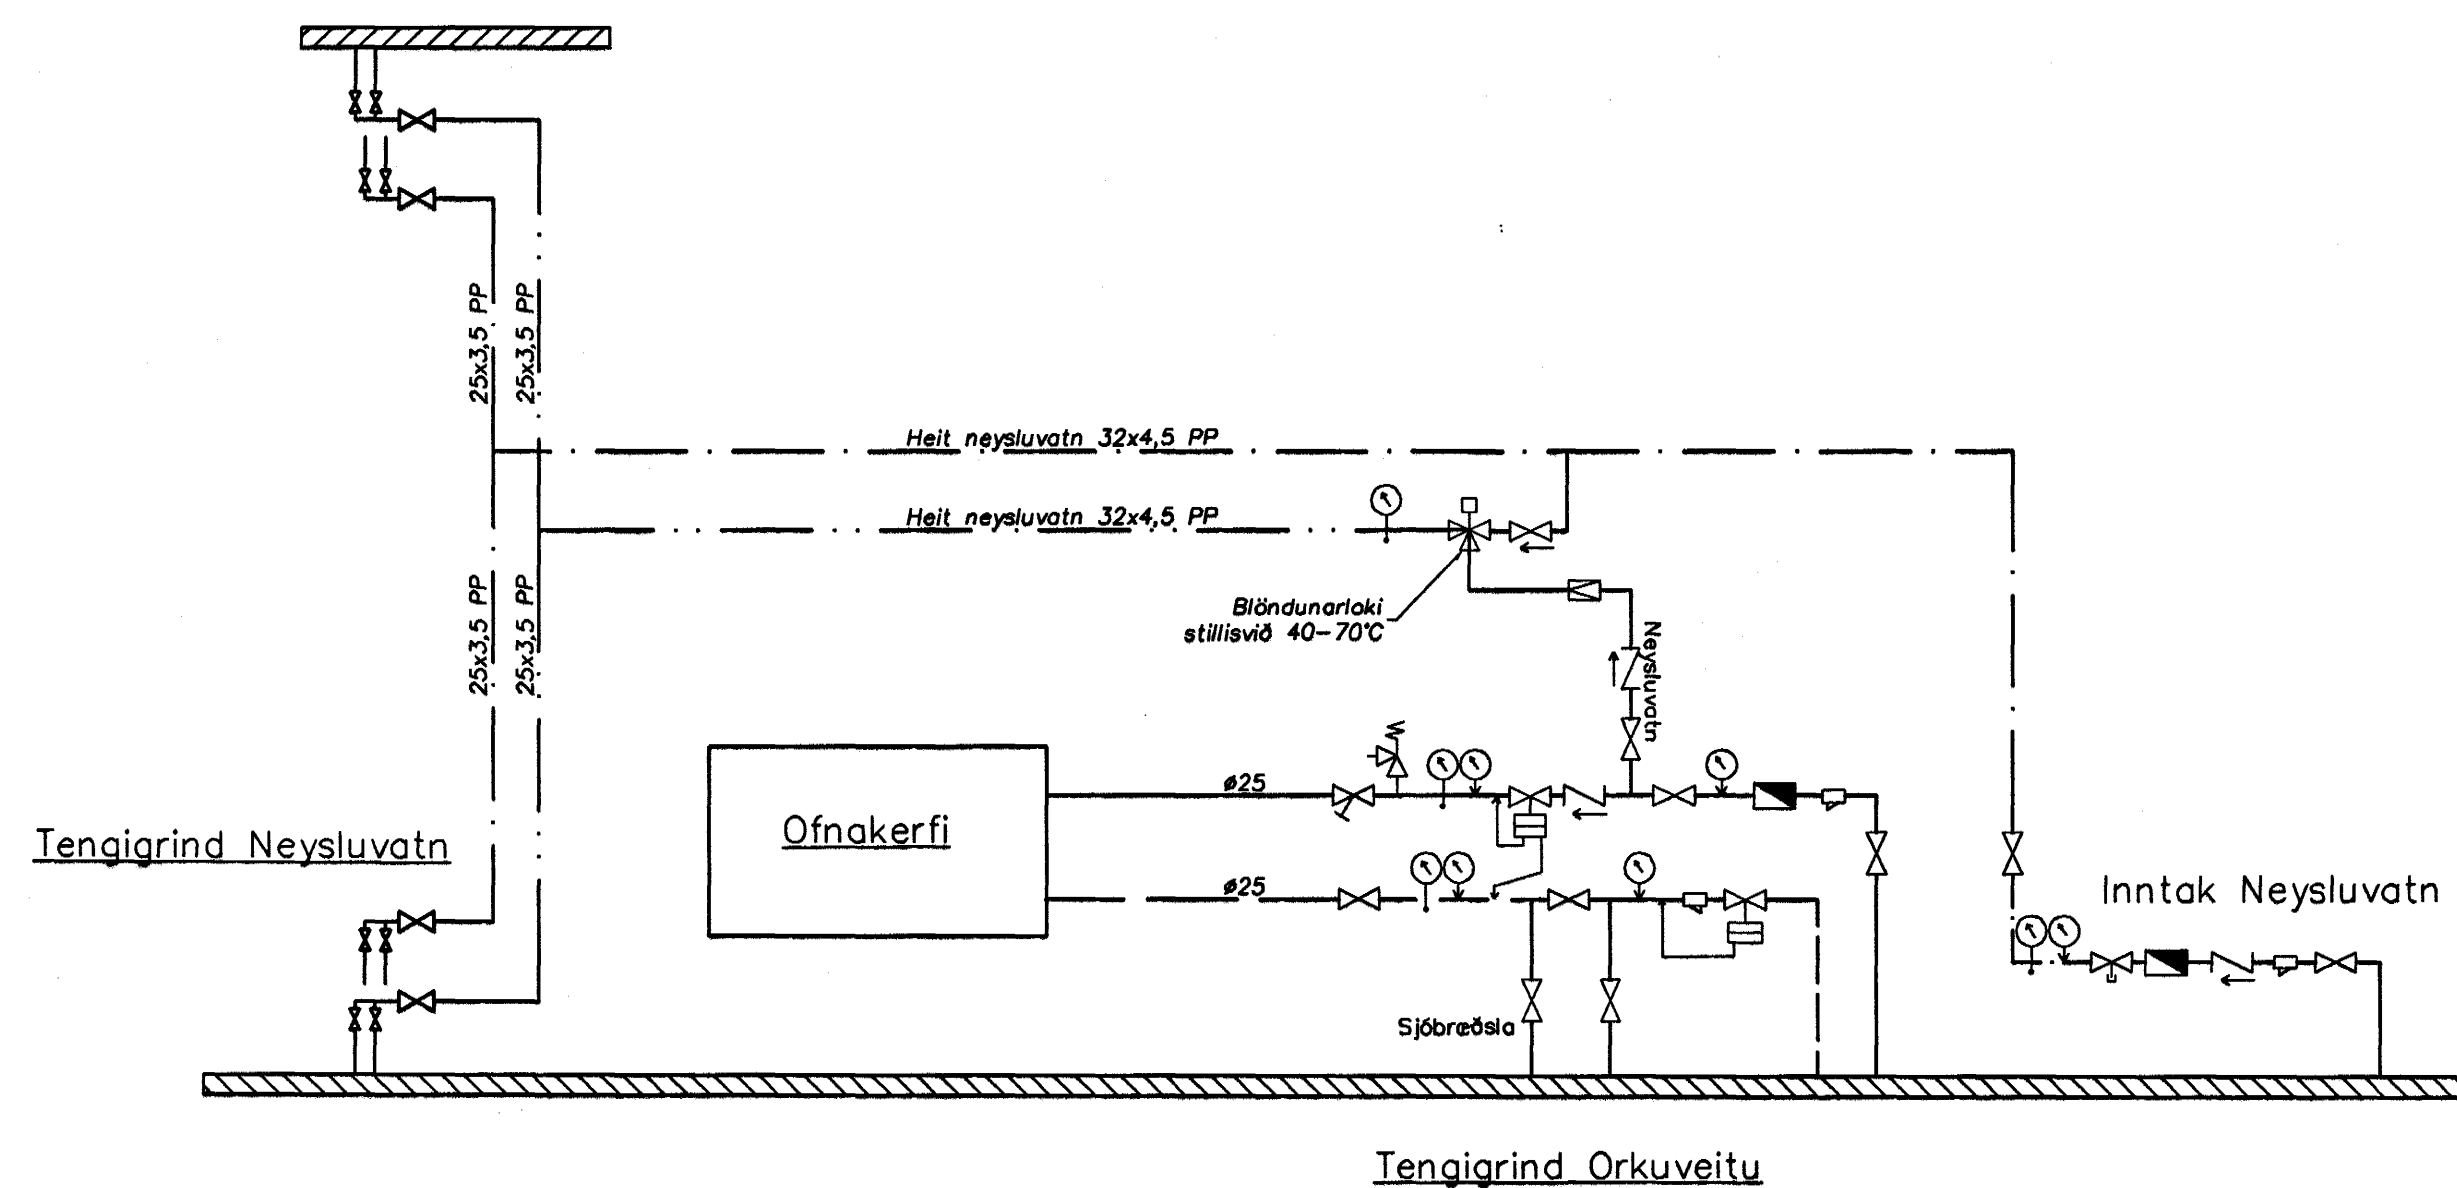 25x3,5 PP
25x3,5 PP
Heit neysluvatn 32x4,5 PP
Heit neysluvatn 32x4,5 PP
25x3,5 PP
25x3,5 PP
Blöndunarloki
stillisvið 40-70°C
Neysluvatn
ø25
Ofnakerfi
Tengigrind Neysluvatn
ø25
Inntak Neysluvatn
Sjóbræðsla
Tengigrind Orkuveitu